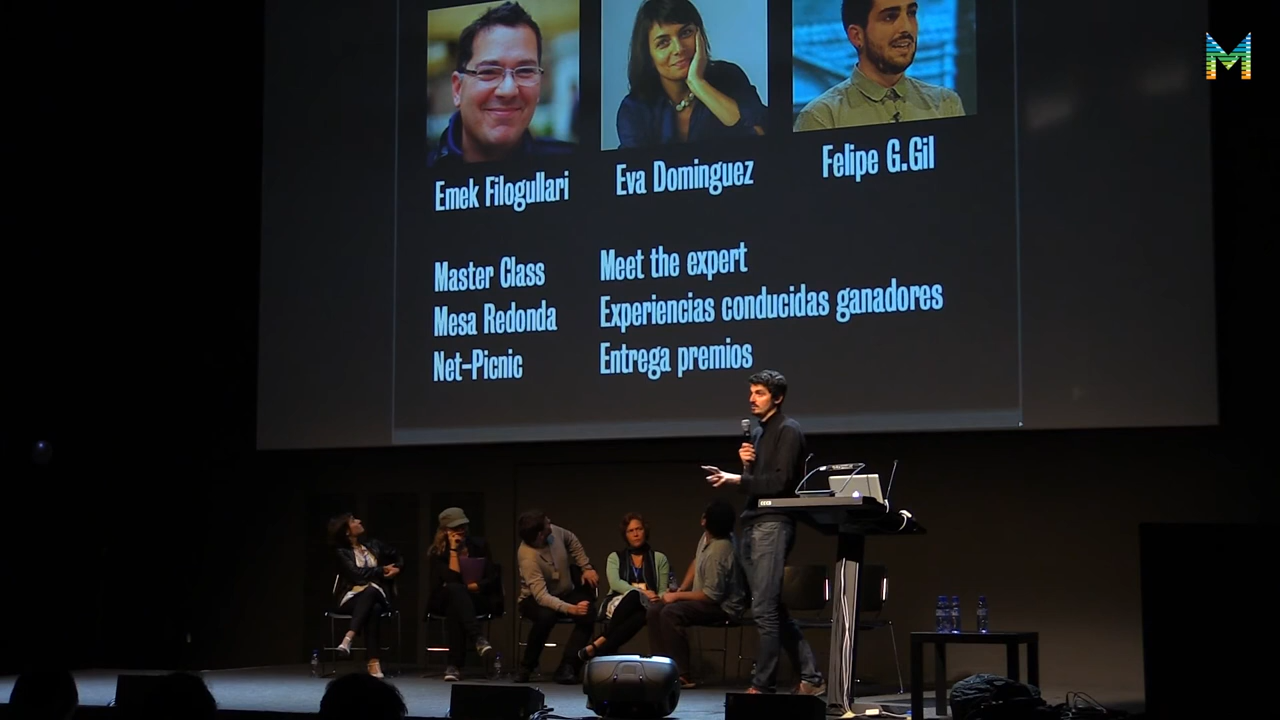 Emek Filogullari
Eva Dominguez
Felipe G.Gil
Master Class
Mesa Redonda
Net-Picnic
Meet the expert
Experiencias conducidas ganadores
Entrega premios
M